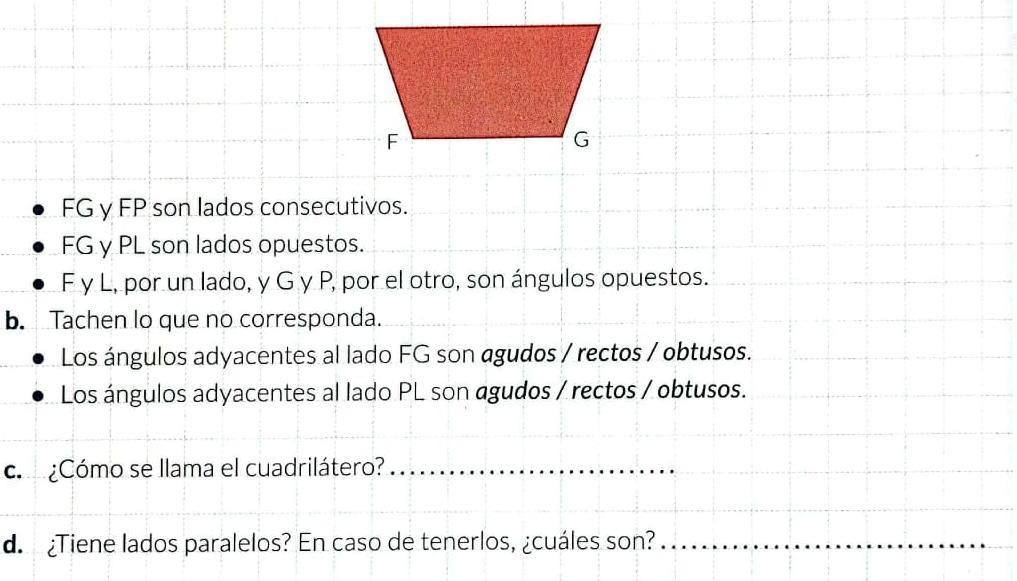 F G
• FG y FP son lados consecutivos.
• FG y PL son lados opuestos.
• F y L, por un lado, y G y P, por el otro, son ángulos opuestos.
b. Tachen lo que no corresponda.
• Los ángulos adyacentes al lado FG son agudos / rectos / obtusos.
• Los ángulos adyacentes al lado PL son agudos / rectos / obtusos.
c. ¿Cómo se llama el cuadrilátero? ............................
d. ¿Tiene lados paralelos? En caso de tenerlos, ¿cuáles son? ................................